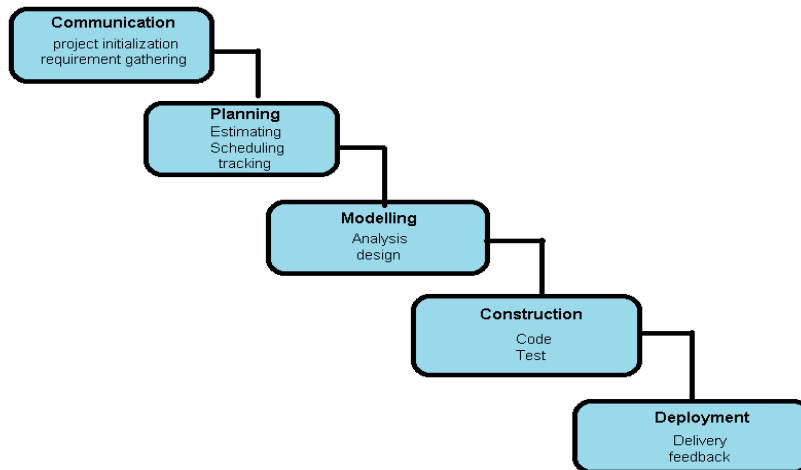 Communication
project initialization
requirement gathering
Planning
Estimating
Scheduling
tracking
Modelling
Analysis
design
Construction
Code
Test
Deployment
Delivery
feedback